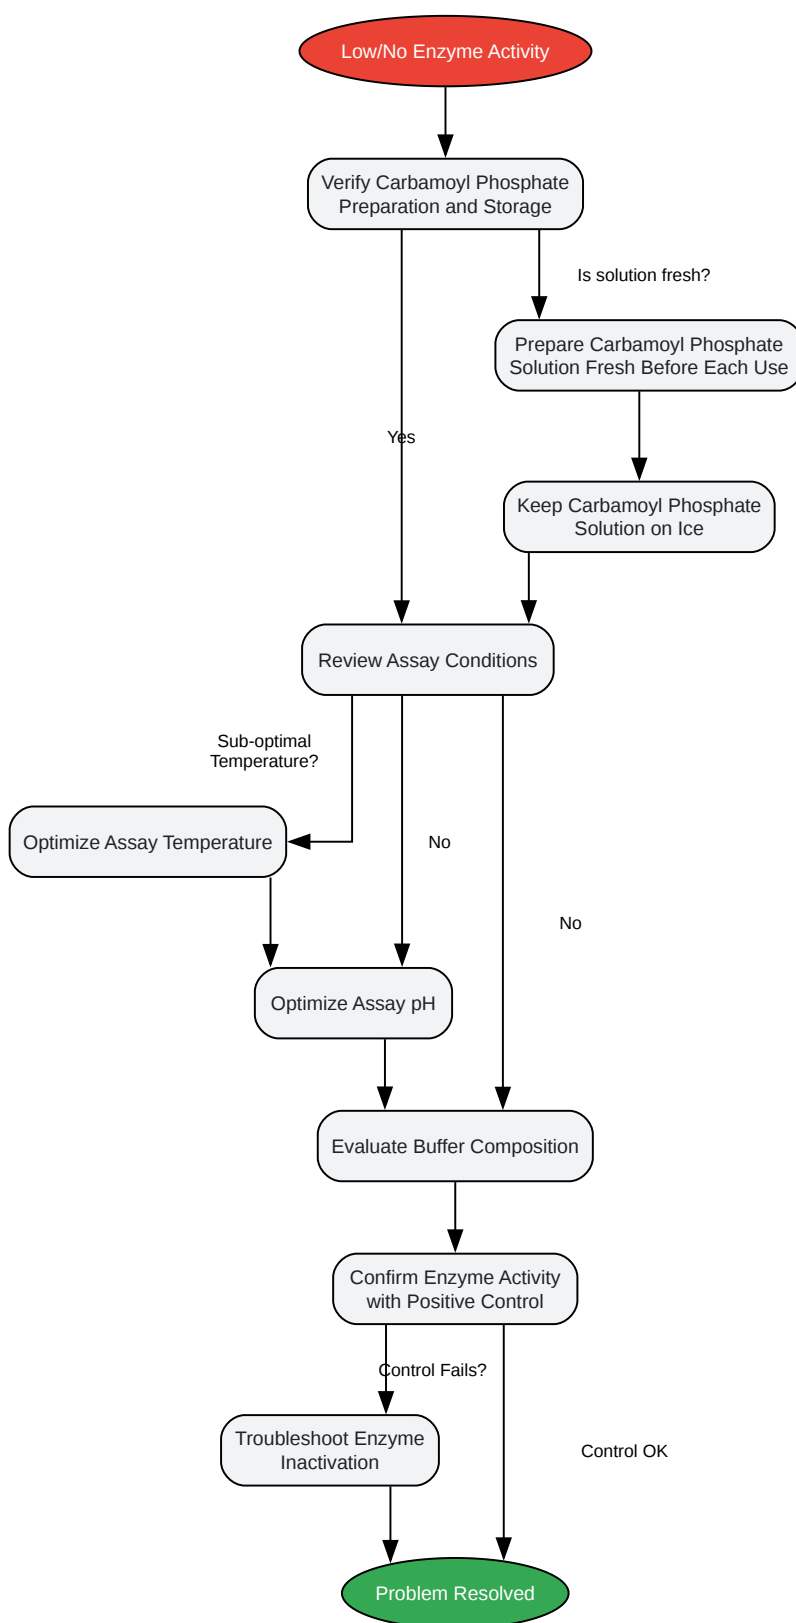 Low/No Enzyme Activity
Verify Carbamoyl Phosphate
Preparation and Storage
Is solution fresh?
Prepare Carbamoyl Phosphate
Solution Fresh Before Each Use
Yes
Keep Carbamoyl Phosphate
Solution on Ice
Review Assay Conditions
Sub-optimal
Temperature?
Optimize Assay Temperature
No
No
Optimize Assay pH
Evaluate Buffer Composition
Confirm Enzyme Activity
with Positive Control
Control Fails?
Troubleshoot Enzyme
Inactivation
Control OK
Problem Resolved